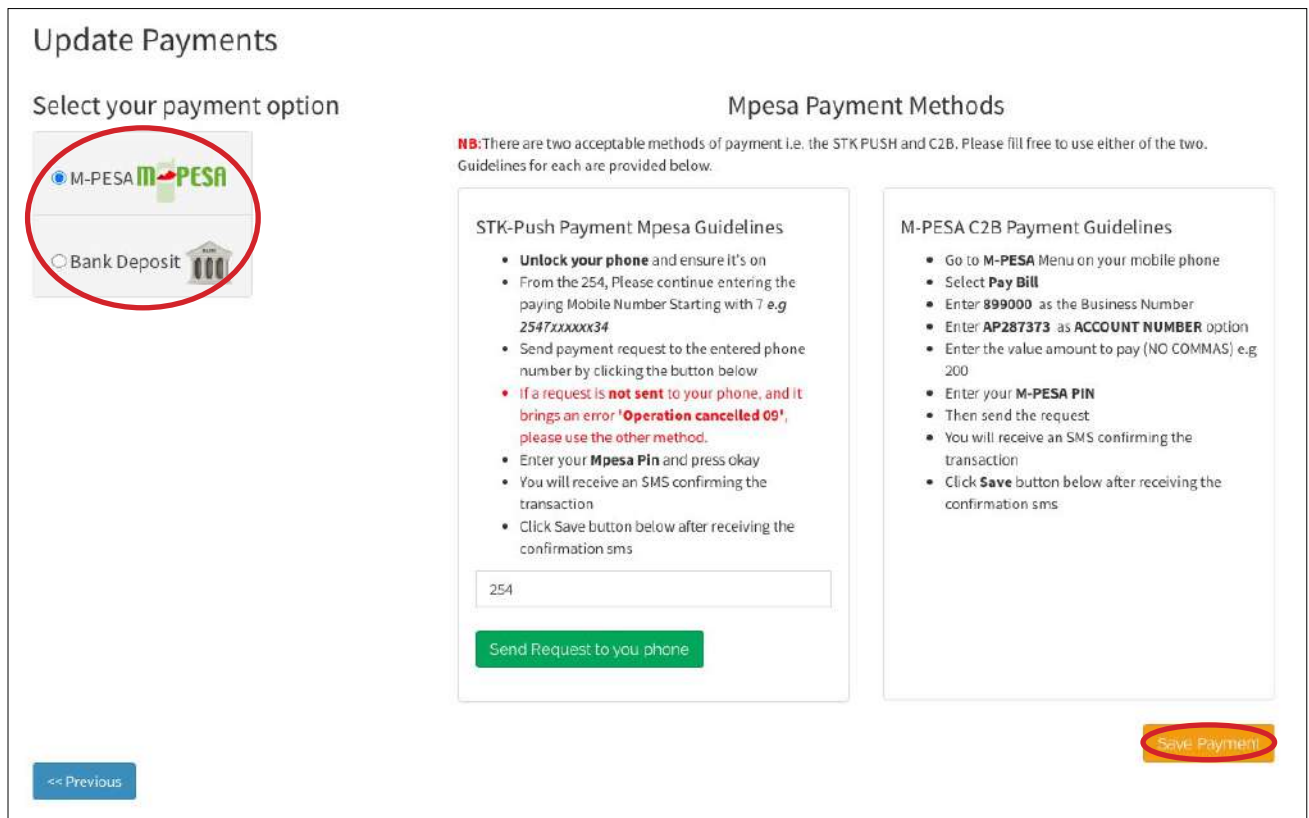 Update Payments
Select your payment option
M-PESA m-PESA
Bank Deposit BANK
Mpesa Payment Methods
NB:There are two acceptable methods of payment i.e. the STK PUSH and C2B. Please fill free to use either of the two.
Guidelines for each are provided below.
STK-Push Payment Mpesa Guidelines
• Unlock your phone and ensure it's on
• From the 254, Please continue entering the
paying Mobile Number Starting with 7 e.g
2547xxxxxx34
• Send payment request to the entered phone
number by clicking the button below
• If a request is not sent to your phone, and it
brings an error 'Operation cancelled 09',
please use the other method.
• Enter your Mpesa Pin and press okay
• You will receive an SMS confirming the
transaction
• Click Save button below after receiving the
confirmation sms
254
Send Request to you phone
M-PESA C2B Payment Guidelines
• Go to M-PESA Menu on your mobile phone
• Select Pay Bill
• Enter 899000 as the Business Number
• Enter AP287373 as ACCOUNT NUMBER option
• Enter the value amount to pay (NO COMMAS) e.g
200
• Enter your M-PESA PIN
• Then send the request
• You will receive an SMS confirming the
transaction
• Click Save button below after receiving the
confirmation sms
Save Payment
<< Previous